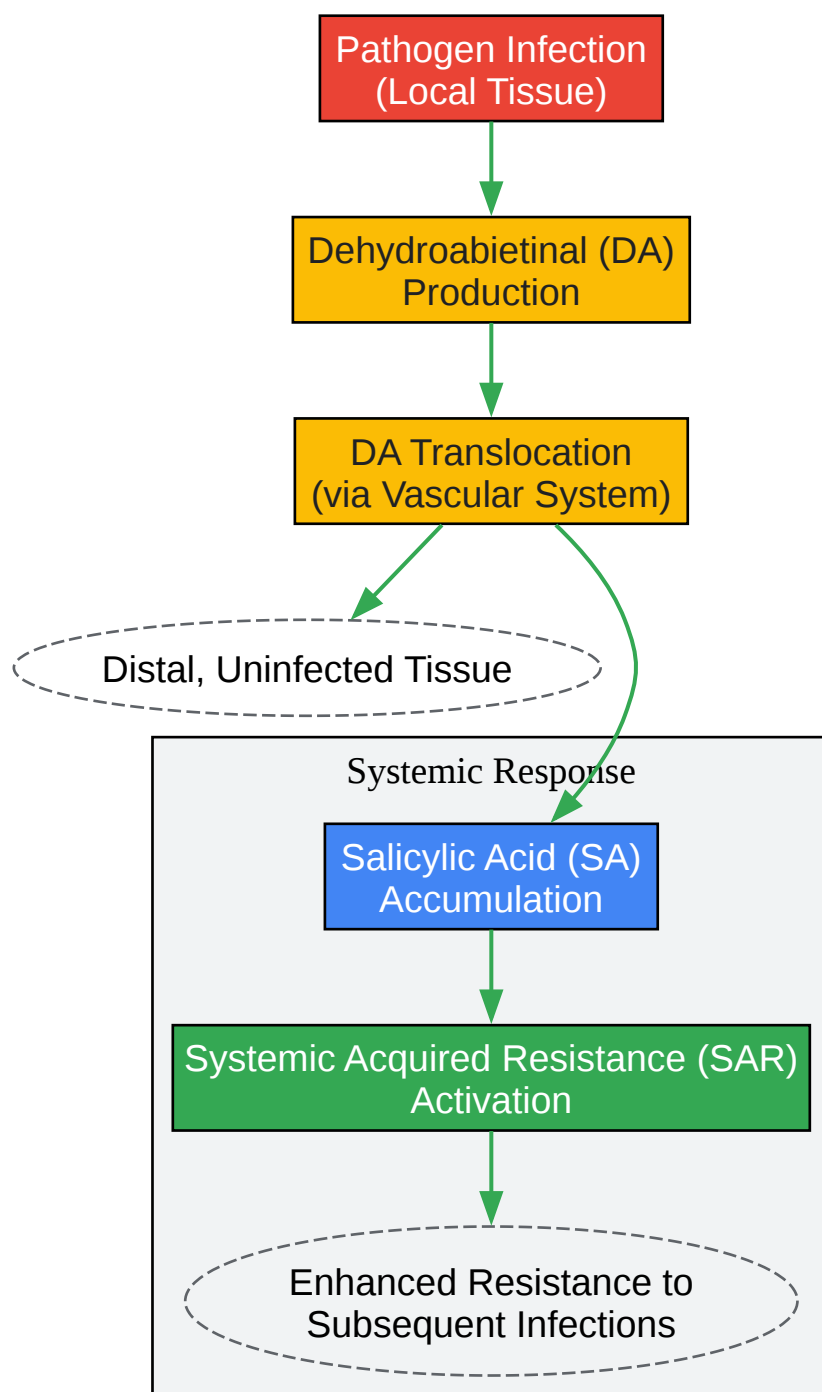 Pathogen Infection
(Local Tissue)
Dehydroabietinal (DA)
Production
DA Translocation
(via Vascular System)
Distal, Uninfected Tissue
Systemic Response
Salicylic Acid (SA)
Accumulation
Systemic Acquired Resistance (SAR)
Activation
Enhanced Resistance to
Subsequent Infections